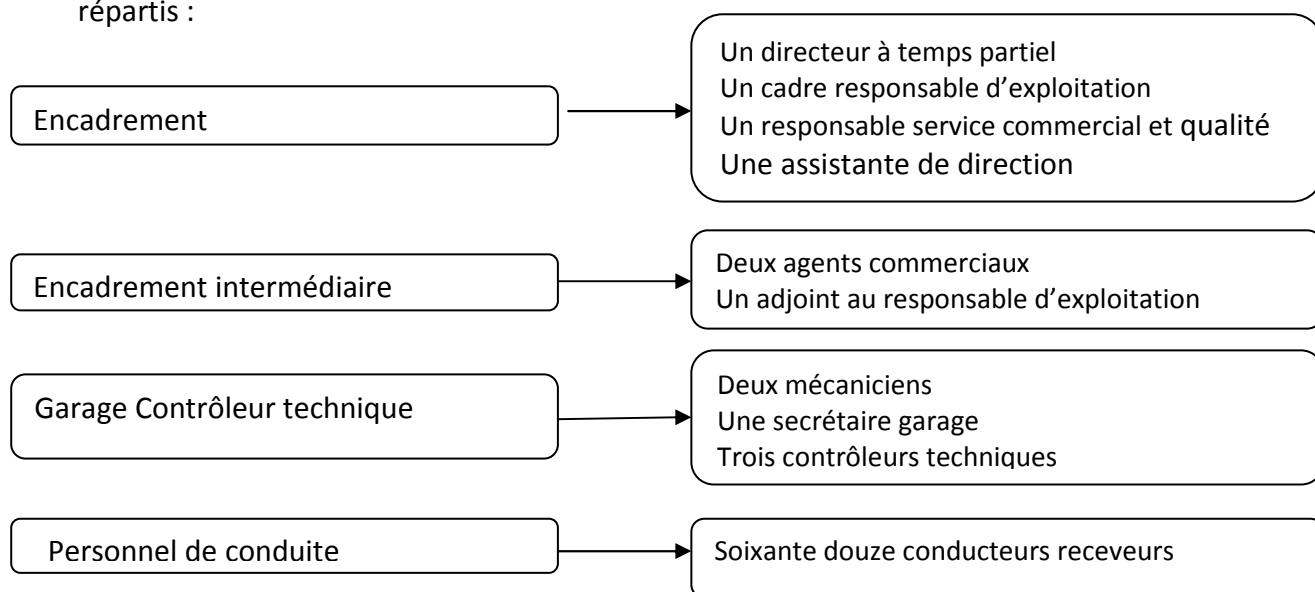 répartis :
Encadrement
Un directeur à temps partiel
Un cadre responsable d’exploitation
Un responsable service commercial et qualité
Une assistante de direction
Encadrement intermédiaire
Deux agents commerciaux
Un adjoint au responsable d’exploitation
Garage Contrôleur technique
Deux mécaniciens
Une secrétaire garage
Trois contrôleurs techniques
Personnel de conduite
Soixante douze conducteurs receveurs